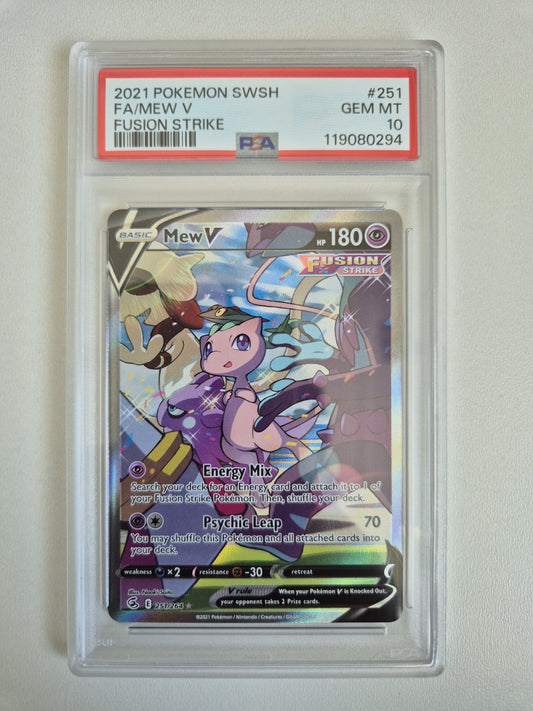 2021 POKEMON SWSH #251
FA/MEW V GEM MT
FUSION STRIKE 10
PSA 119080294
BASIC Mew V HP 180
FUSION
STRIKE
Energy Mix
Search your deck for an Energy card and attach it to 1 of
your Fusion Strike Pokémon. Then, shuffle your deck.
Psychic Leap 70
You may shuffle this Pokémon and all attached cards into
your deck.
weakness ×2 resistance -30 retreat
Illus. Naoki Saito
V rule When your Pokémon V is Knocked Out,
your opponent takes 2 Prize cards.
E 251/264
©2021 Pokémon / Nintendo / Creatures /